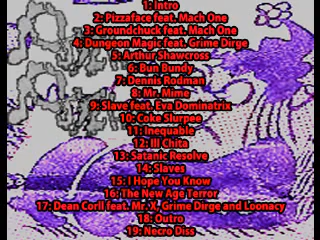 1: Intro
2: Pizzaface feat. Mach One
3: Groundchuck feat. Mach One
4: Dungeon Magic feat. Grime Dirge
5: Arthur Shawcross
6: Bun Bundy
7: Dennis Rodman
8: Mr. Mime
9: Slave feat. Eva Dominatrix
10: Coke Slurpee
11: Inequable
12: Ill Chita
13: Satanic Resolve
14: Slaves
15: I Hope You Know
16: The New Age Terror
17: Dean Corll feat. Mr. X, Grime Dirge and Loonacy
18: Outro
19: Necro Diss